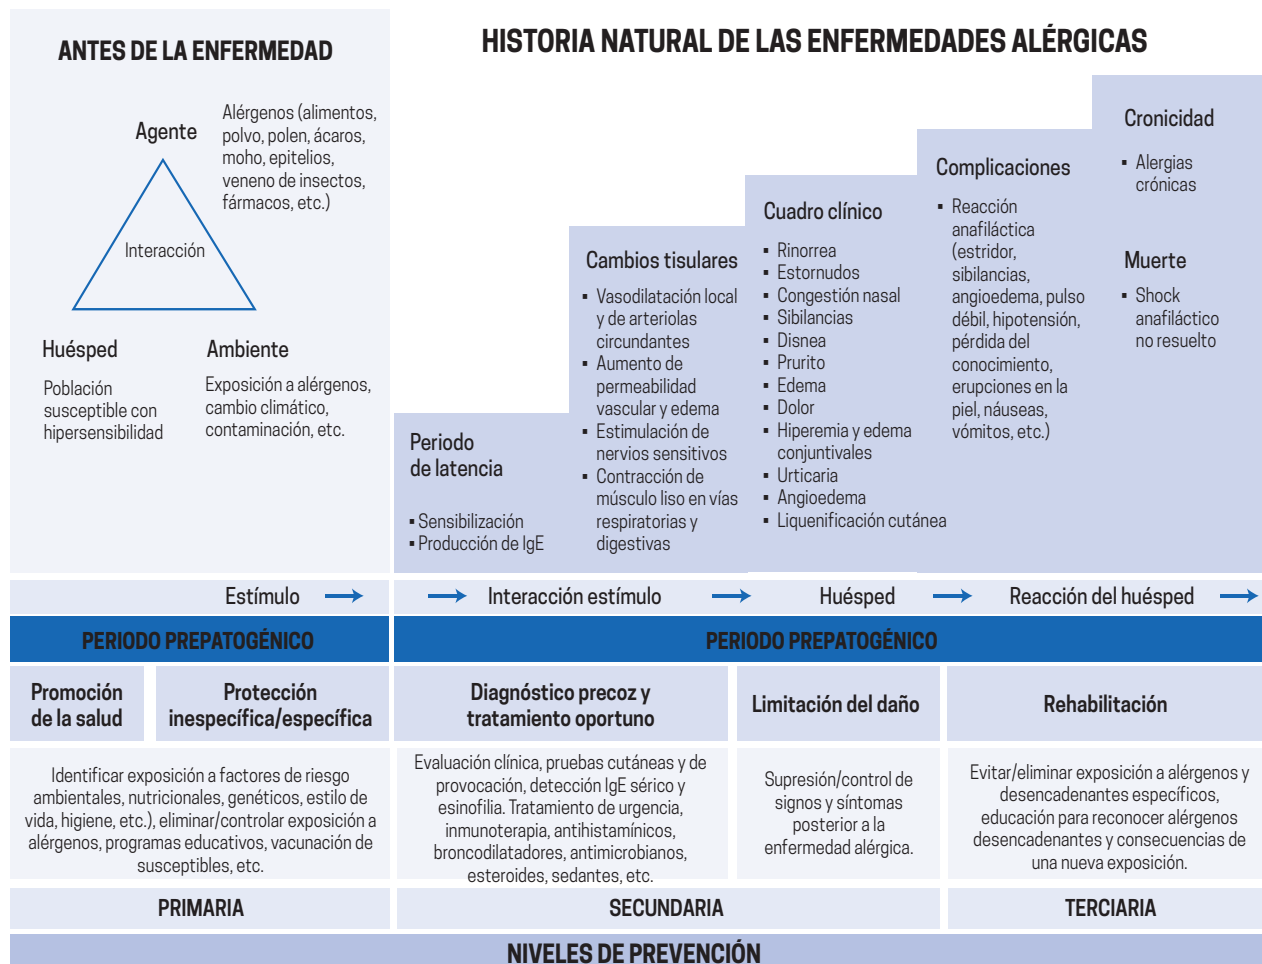 ANTES DE LA ENFERMEDAD
HISTORIA NATURAL DE LAS ENFERMEDADES ALÉRGICAS
Agente
Alérgenos (alimentos,
polvo, polen, ácaros,
moho, epitelios,
veneno de insectos,
fármacos, etc.)
Interacción
Huésped
Población
susceptible con
hipersensibilidad
Ambiente
Exposición a alérgenos,
cambio climático,
contaminación, etc.
Periodo
de latencia
▪ Sensibilización
▪ Producción de IgE
Cambios tisulares
▪ Vasodilatación local
y de arteriolas
circundantes
▪ Aumento de
permeabilidad
vascular y edema
▪ Estimulación de
nervios sensitivos
▪ Contracción de
músculo liso en vías
respiratorias y
digestivas
Cuadro clínico
▪ Rinorrea
▪ Estornudos
▪ Congestión nasal
▪ Sibilancias
▪ Disnea
▪ Prurito
▪ Edema
▪ Dolor
▪ Hiperemia y edema
conjuntivales
▪ Urticaria
▪ Angioedema
▪ Liquenificación cutánea
Complicaciones
▪ Reacción
anafiláctica
(estridor,
sibilancias,
angioedema, pulso
débil, hipotensión,
pérdida del
conocimiento,
erupciones en la
piel, náuseas,
vómitos, etc.)
Cronicidad
▪ Alergias
crónicas
Muerte
▪ Shock
anafiláctico
no resuelto
Estímulo
Interacción estímulo
Huésped
Reacción del huésped
PERIODO PREPATOGÉNICO
PERIODO PREPATOGÉNICO
Promoción
de la salud
Protección
inespecífica/específica
Diagnóstico precoz y
tratamiento oportuno
Limitación del daño
Rehabilitación
Identificar exposición a factores de riesgo
ambientales, nutricionales, genéticos, estilo de
vida, higiene, etc.), eliminar/controlar exposición a
alérgenos, programas educativos, vacunación de
susceptibles, etc.
Evaluación clínica, pruebas cutáneas y de
provocación, detección IgE sérico y
esinofilia. Tratamiento de urgencia,
inmunoterapia, antihistamínicos,
broncodilatadores, antimicrobianos,
esteroides, sedantes, etc.
Supresión/control de
signos y síntomas
posterior a la
enfermedad alérgica.
Evitar/eliminar exposición a alérgenos y
desencadenantes específicos,
educación para reconocer alérgenos
desencadenantes y consecuencias de
una nueva exposición.
PRIMARIA
SECUNDARIA
TERCIARIA
NIVELES DE PREVENCIÓN